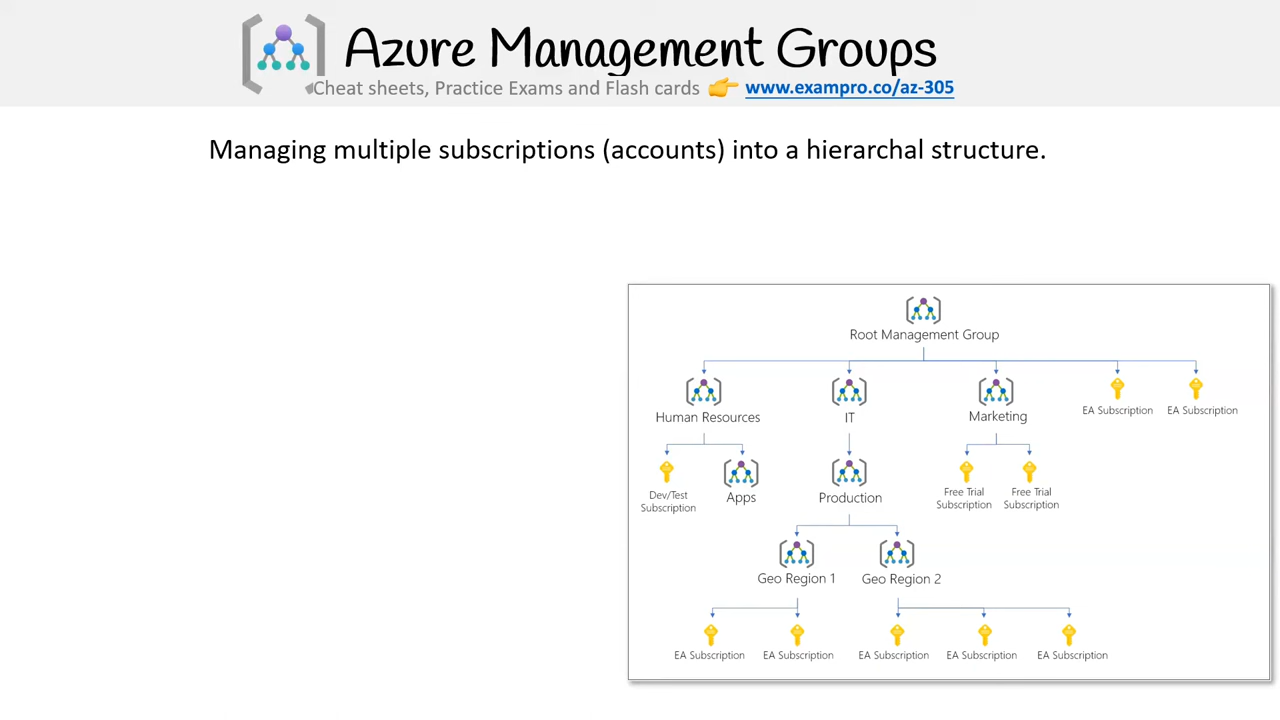 Azure Management Groups
Cheat sheets, Practice Exams and Flash cards 👉 www.exampro.co/az-305
Managing multiple subscriptions (accounts) into a hierarchal structure.
Root Management Group
Human Resources
IT
Marketing
EA Subscription
EA Subscription
Dev/Test
Subscription
Apps
Production
Free Trial
Subscription
Free Trial
Subscription
Geo Region 1
Geo Region 2
EA Subscription
EA Subscription
EA Subscription
EA Subscription
EA Subscription